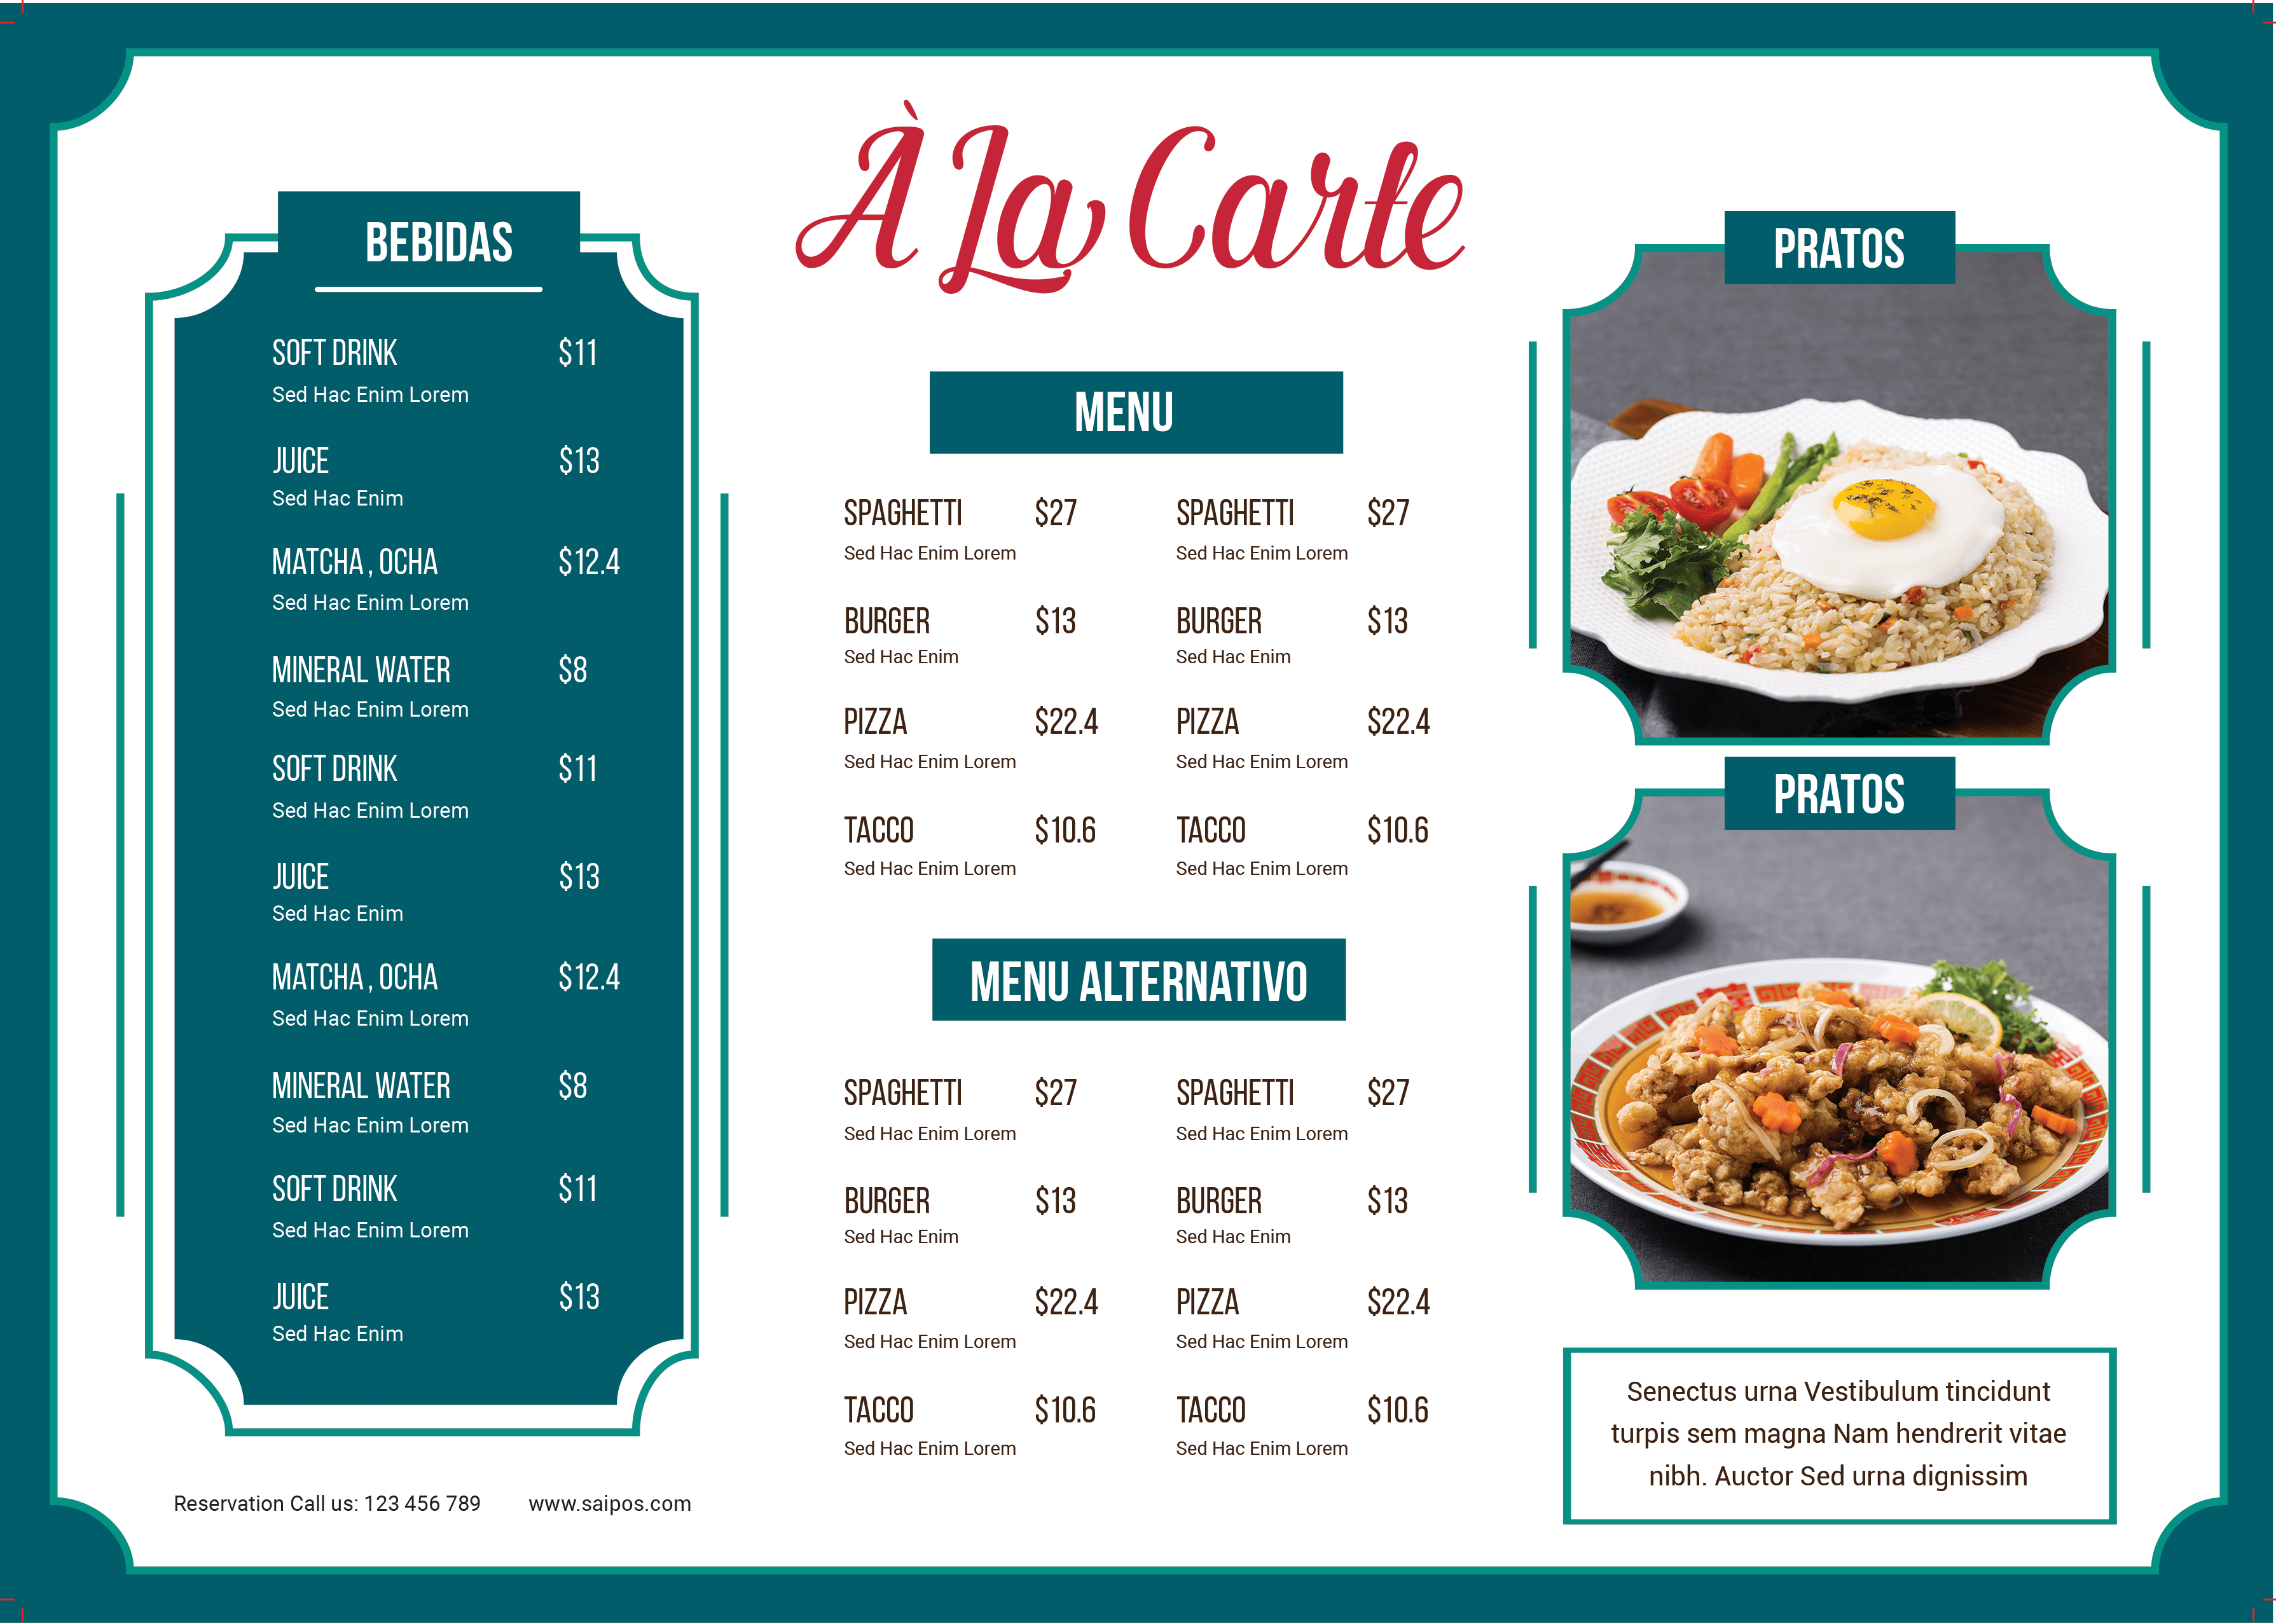 À La Carte
BEBIDAS
SOFT DRINK $11
Sed Hac Enim Lorem
JUICE $13
Sed Hac Enim
MATCHA , OCHA $12.4
Sed Hac Enim Lorem
MINERAL WATER $8
Sed Hac Enim Lorem
SOFT DRINK $11
Sed Hac Enim Lorem
JUICE $13
Sed Hac Enim
MATCHA , OCHA $12.4
Sed Hac Enim Lorem
MINERAL WATER $8
Sed Hac Enim Lorem
SOFT DRINK $11
Sed Hac Enim Lorem
JUICE $13
Sed Hac Enim
Reservation Call us: 123 456 789 www.saipos.com
MENU
SPAGHETTI $27 SPAGHETTI $27
Sed Hac Enim Lorem Sed Hac Enim Lorem
BURGER $13 BURGER $13
Sed Hac Enim Sed Hac Enim
PIZZA $22.4 PIZZA $22.4
Sed Hac Enim Lorem Sed Hac Enim Lorem
TACCO $10.6 TACCO $10.6
Sed Hac Enim Lorem Sed Hac Enim Lorem
MENU ALTERNATIVO
SPAGHETTI $27 SPAGHETTI $27
Sed Hac Enim Lorem Sed Hac Enim Lorem
BURGER $13 BURGER $13
Sed Hac Enim Sed Hac Enim
PIZZA $22.4 PIZZA $22.4
Sed Hac Enim Lorem Sed Hac Enim Lorem
TACCO $10.6 TACCO $10.6
Sed Hac Enim Lorem Sed Hac Enim Lorem
PRATOS
PRATOS
Senectus urna Vestibulum tincidunt
turpis sem magna Nam hendrerit vitae
nibh. Auctor Sed urna dignissim